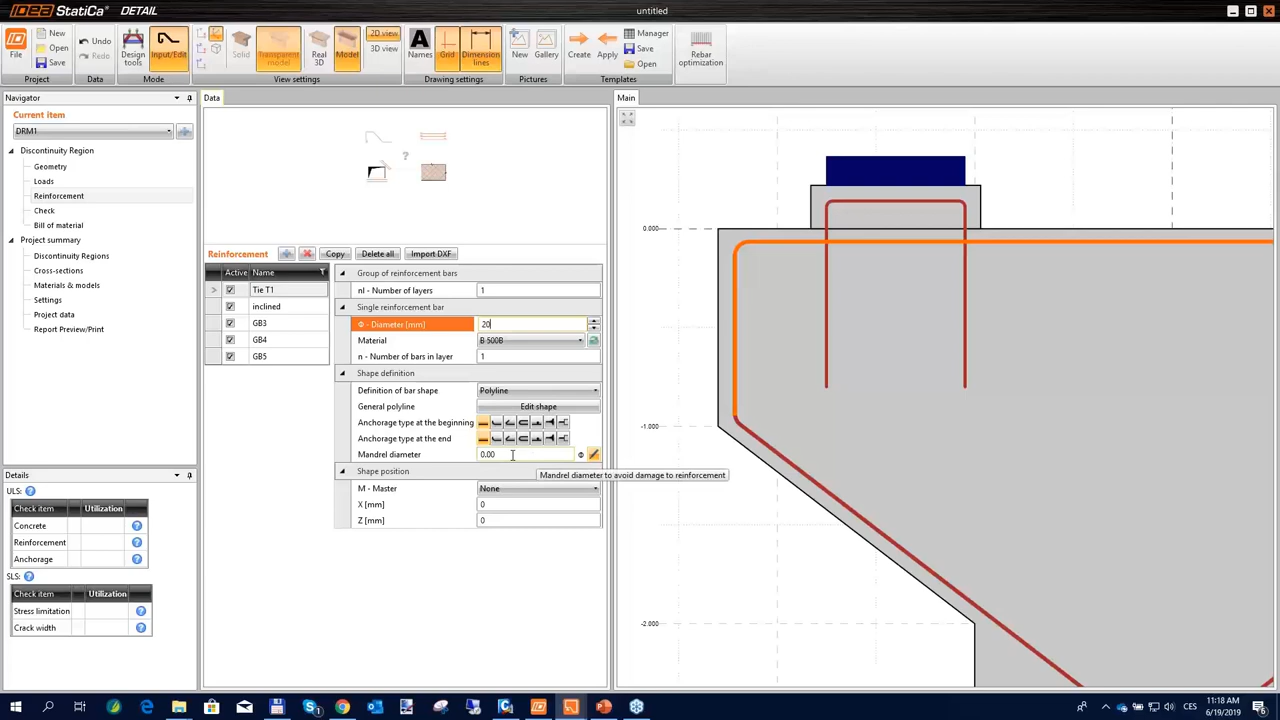 IDEA StatiCa DETAIL
untitled
File
New
Open
Save
Project
Undo
Redo
Data
Design tools
Input/Edit
Mode
Solid
Transparent model
Real 3D
Model
2D view
3D view
View settings
Names
Grid
Dimension lines
Drawing settings
New
Gallery
Pictures
Create
Apply
Manager
Save
Open
Templates
Rebar optimization
Navigator
Current item
DRM1
Discontinuity Region
Geometry
Loads
Reinforcement
Check
Bill of material
Project summary
Discontinuity Regions
Cross-sections
Materials & models
Settings
Project data
Report Preview/Print
Details
ULS:
Check item Utilization
Concrete
Reinforcement
Anchorage
SLS:
Check item Utilization
Stress limitation
Crack width
Data
?
Reinforcement Copy Delete all Import DXF
Active Name
Tie T1
inclined
GB3
GB4
GB5
Group of reinforcement bars
nl - Number of layers 1
Single reinforcement bar
Φ - Diameter [mm] 20
Material B 500B
n - Number of bars in layer 1
Shape definition
Definition of bar shape Polyline
General polyline Edit shape
Anchorage type at the beginning
Anchorage type at the end
Mandrel diameter 0.00 Φ
Mandrel diameter to avoid damage to reinforcement
Shape position
M - Master None
X [mm] 0
Z [mm] 0
Main
0.000
-1.000
-2.000
CES
11:18 AM
6/19/2019